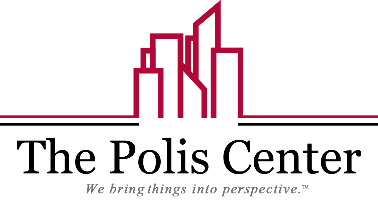 The Polis Center
We bring things into perspective.™